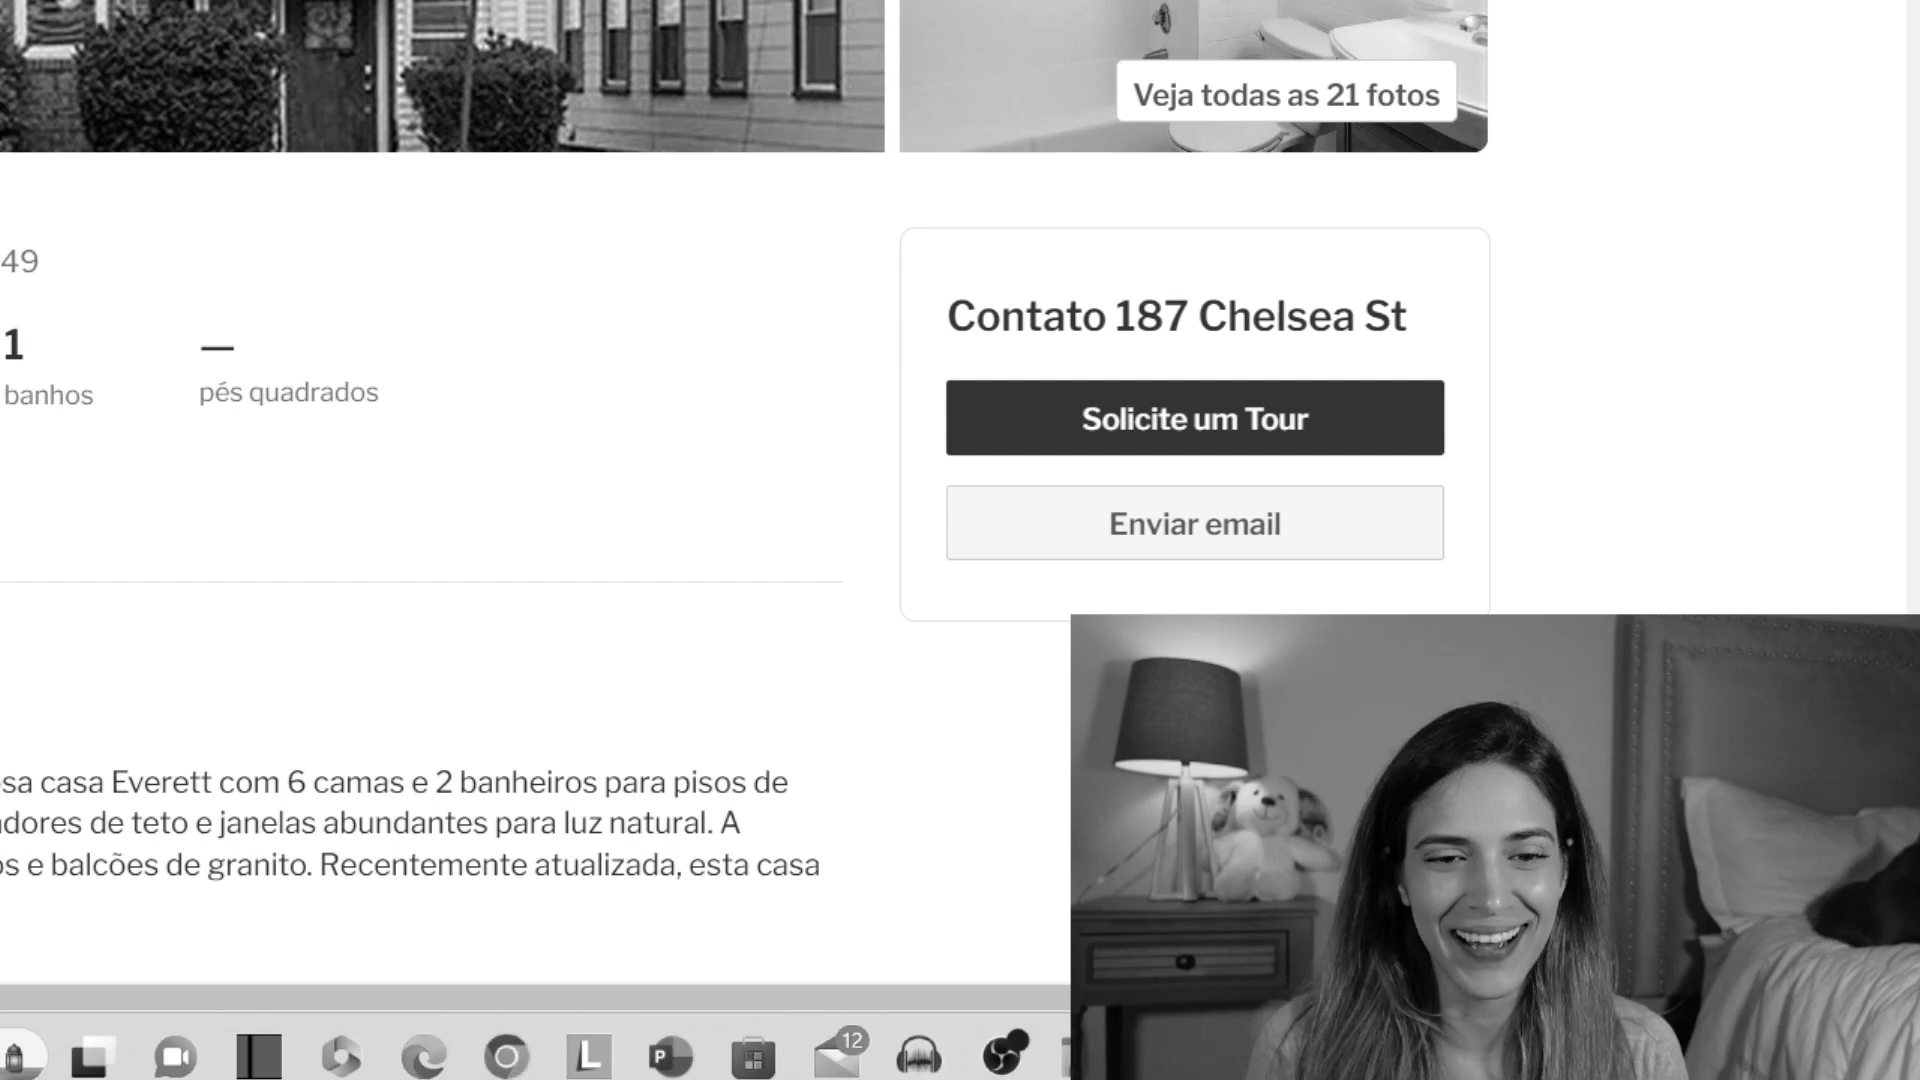 Veja todas as 21 fotos
49
1
banhos
—
pés quadrados
Contato 187 Chelsea St
Solicite um Tour
Enviar email
casa Everett com 6 camas e 2 banheiros para pisos de
de teto e janelas abundantes para luz natural. A
e balcões de granito. Recentemente atualizada, esta casa
L
P
12